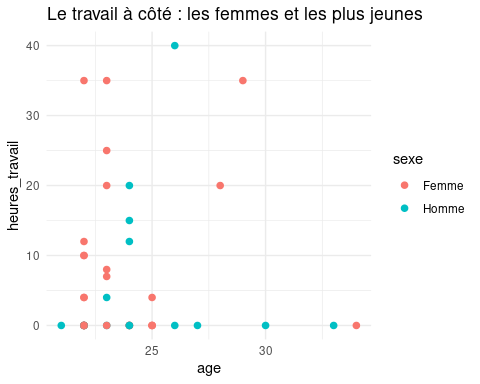 Le travail à côté : les femmes et les plus jeunes
40
30
20
10
0
heures_travail
25
30
age
sexe
Femme
Homme